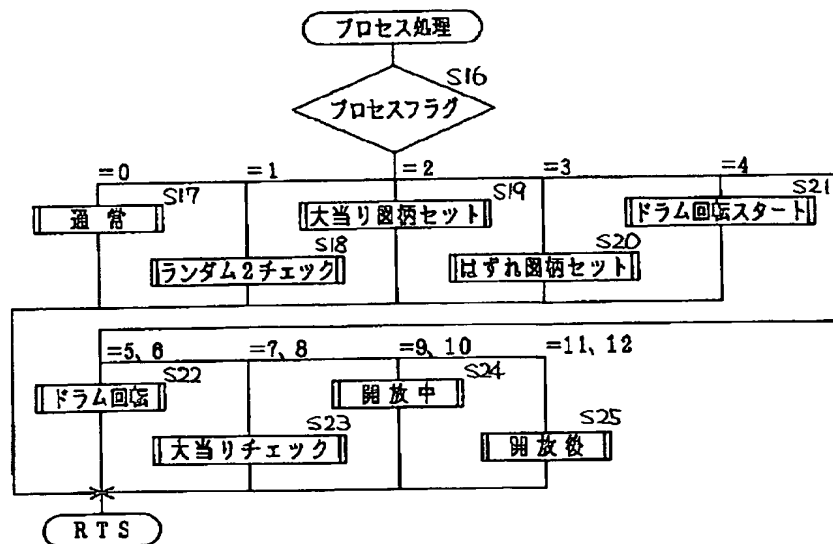 プロセス処理
S16
プロセスフラグ
=0
=1
=2
=3
=4
S17
S19
S21
通常
大当り図柄セット
ドラム回転スタート
S18
S20
ランダム2チェック
はずれ図柄セット
=5、6
=7、8
=9、10
=11、12
S22
S24
ドラム回転
開放中
S23
S25
大当りチェック
開放後
RTS